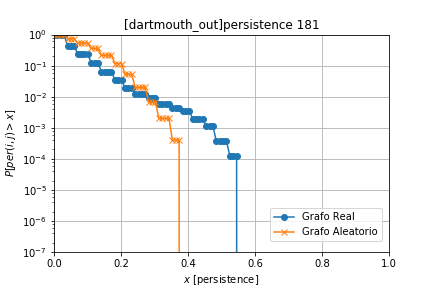 [dartmouth_out]persistence 181
10⁰
10⁻¹
10⁻²
10⁻³
10⁻⁴
10⁻⁵
10⁻⁶
10⁻⁷
P[per(i,j) > x]
0.0 0.2 0.4 0.6 0.8 1.0
x [persistence]
Grafo Real
Grafo Aleatorio